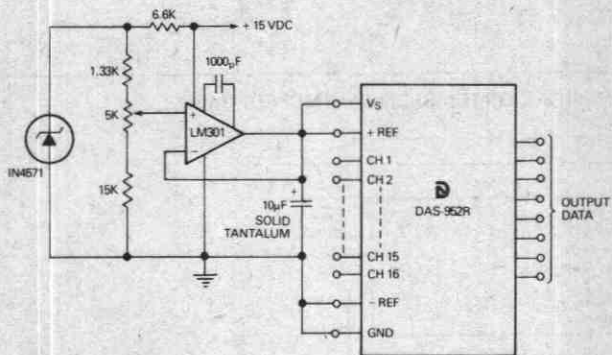 6.6K
+ 15 VDC
1000pF
1.33K
5K
+
LM301
−
IN4571
15K
+
10μF
SOLID
TANTALUM
VS
+ REF
CH 1
CH 2
DAS-952R
CH 15
CH 16
− REF
GND
OUTPUT
DATA